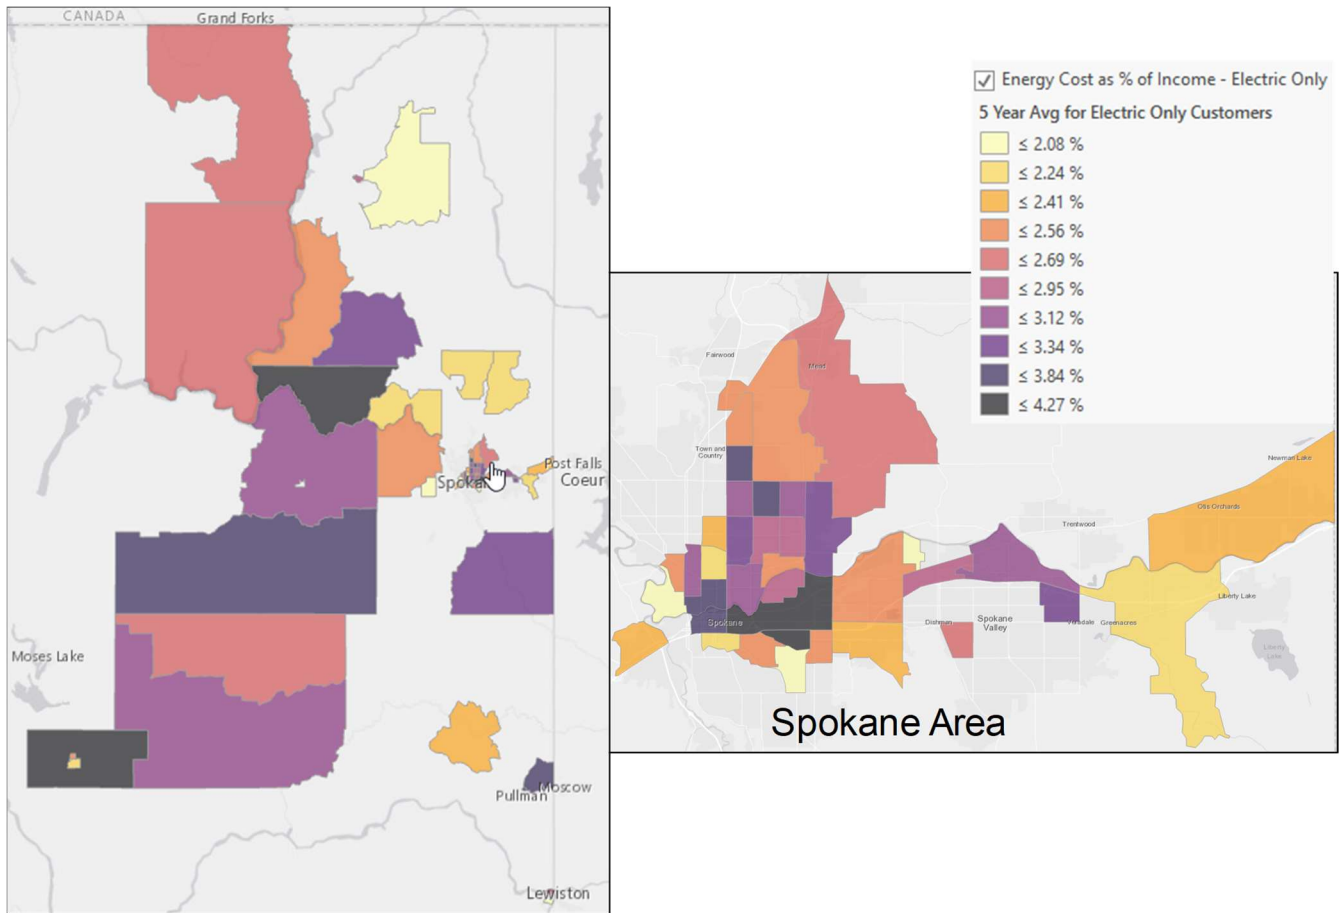 CANADA
Grand Forks
Post Falls
Coeur
Spokan
Moses Lake
Moscow
Pullman
Lewiston
Energy Cost as % of Income - Electric Only
5 Year Avg for Electric Only Customers
≤ 2.08 %
≤ 2.24 %
≤ 2.41 %
≤ 2.56 %
≤ 2.69 %
≤ 2.95 %
≤ 3.12 %
≤ 3.34 %
≤ 3.84 %
≤ 4.27 %
Fairwood
Mead
Town and
Country
Newman Lake
Otis Orchards
Trentwood
Liberty Lake
Spokane
Dishman
Spokane
Valley
Veradale
Greenacres
Liberty
Lake
Spokane Area